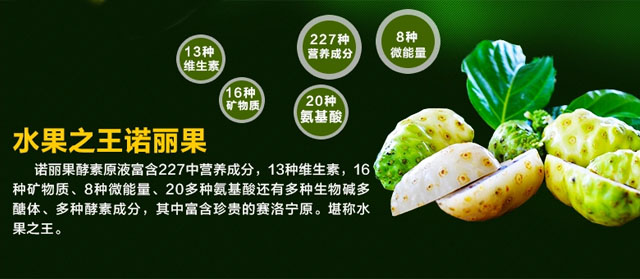 13种
维生素
227种
营养成分
8种
微能量
16种
矿物质
20种
氨基酸
水果之王诺丽果
诺丽果酵素原液富含227中营养成分，13种维生素，16
种矿物质、8种微能量、20多种氨基酸还有多种生物碱多
醣体、多种酵素成分，其中富含珍贵的赛洛宁原。堪称水
果之王。